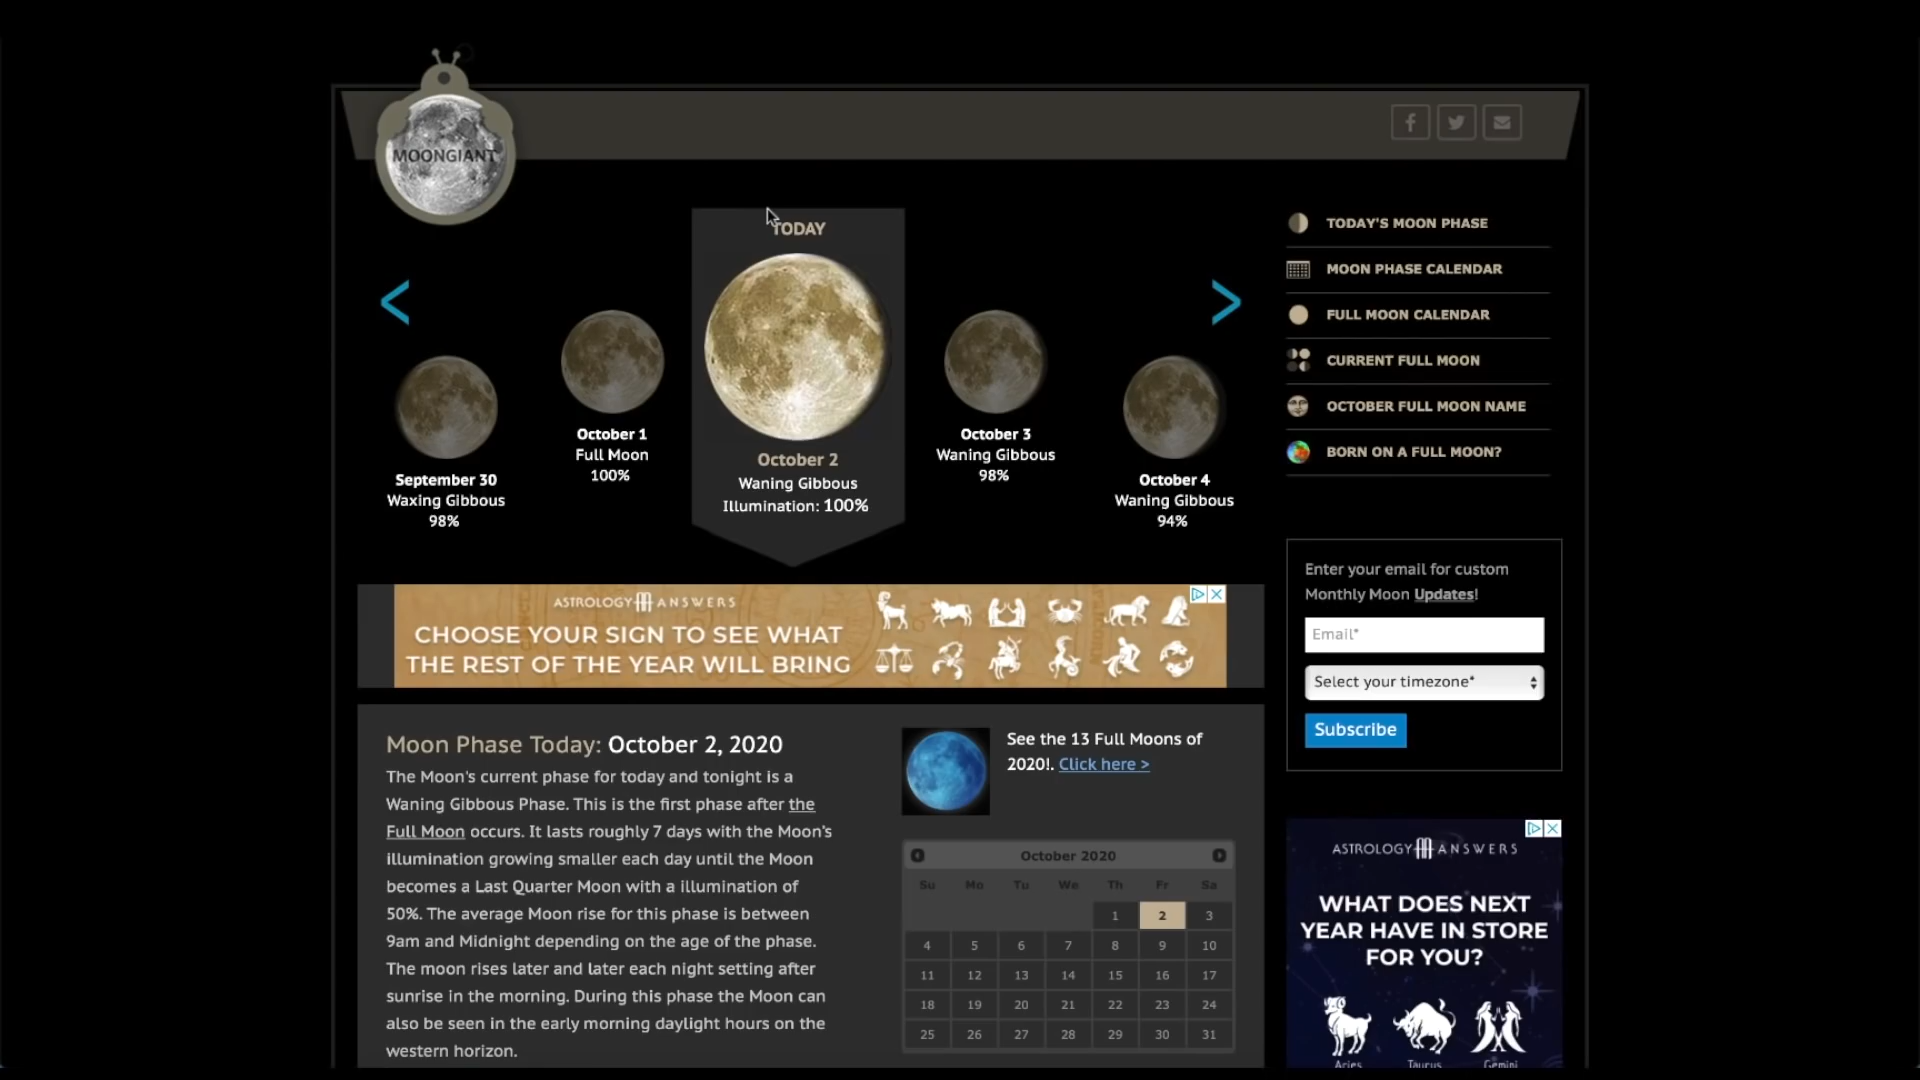 MOONGIANT
TODAY
September 30
Waxing Gibbous
98%
October 1
Full Moon
100%
October 2
Waning Gibbous
Illumination: 100%
October 3
Waning Gibbous
98%
October 4
Waning Gibbous
94%
TODAY'S MOON PHASE
MOON PHASE CALENDAR
FULL MOON CALENDAR
CURRENT FULL MOON
OCTOBER FULL MOON NAME
BORN ON A FULL MOON?
Enter your email for custom
Monthly Moon Updates!
Email*
Select your timezone*
Subscribe
ASTROLOGY ANSWERS
CHOOSE YOUR SIGN TO SEE WHAT
THE REST OF THE YEAR WILL BRING
Moon Phase Today: October 2, 2020
The Moon's current phase for today and tonight is a
Waning Gibbous Phase. This is the first phase after the
Full Moon occurs. It lasts roughly 7 days with the Moon's
illumination growing smaller each day until the Moon
becomes a Last Quarter Moon with a illumination of
50%. The average Moon rise for this phase is between
9am and Midnight depending on the age of the phase.
The moon rises later and later each night setting after
sunrise in the morning. During this phase the Moon can
also be seen in the early morning daylight hours on the
western horizon.
See the 13 Full Moons of
2020!. Click here >
October 2020
Su Mo Tu We Th Fr Sa
1 2 3
4 5 6 7 8 9 10
11 12 13 14 15 16 17
18 19 20 21 22 23 24
25 26 27 28 29 30 31
ASTROLOGY ANSWERS
WHAT DOES NEXT
YEAR HAVE IN STORE
FOR YOU?
Aries Taurus Gemini